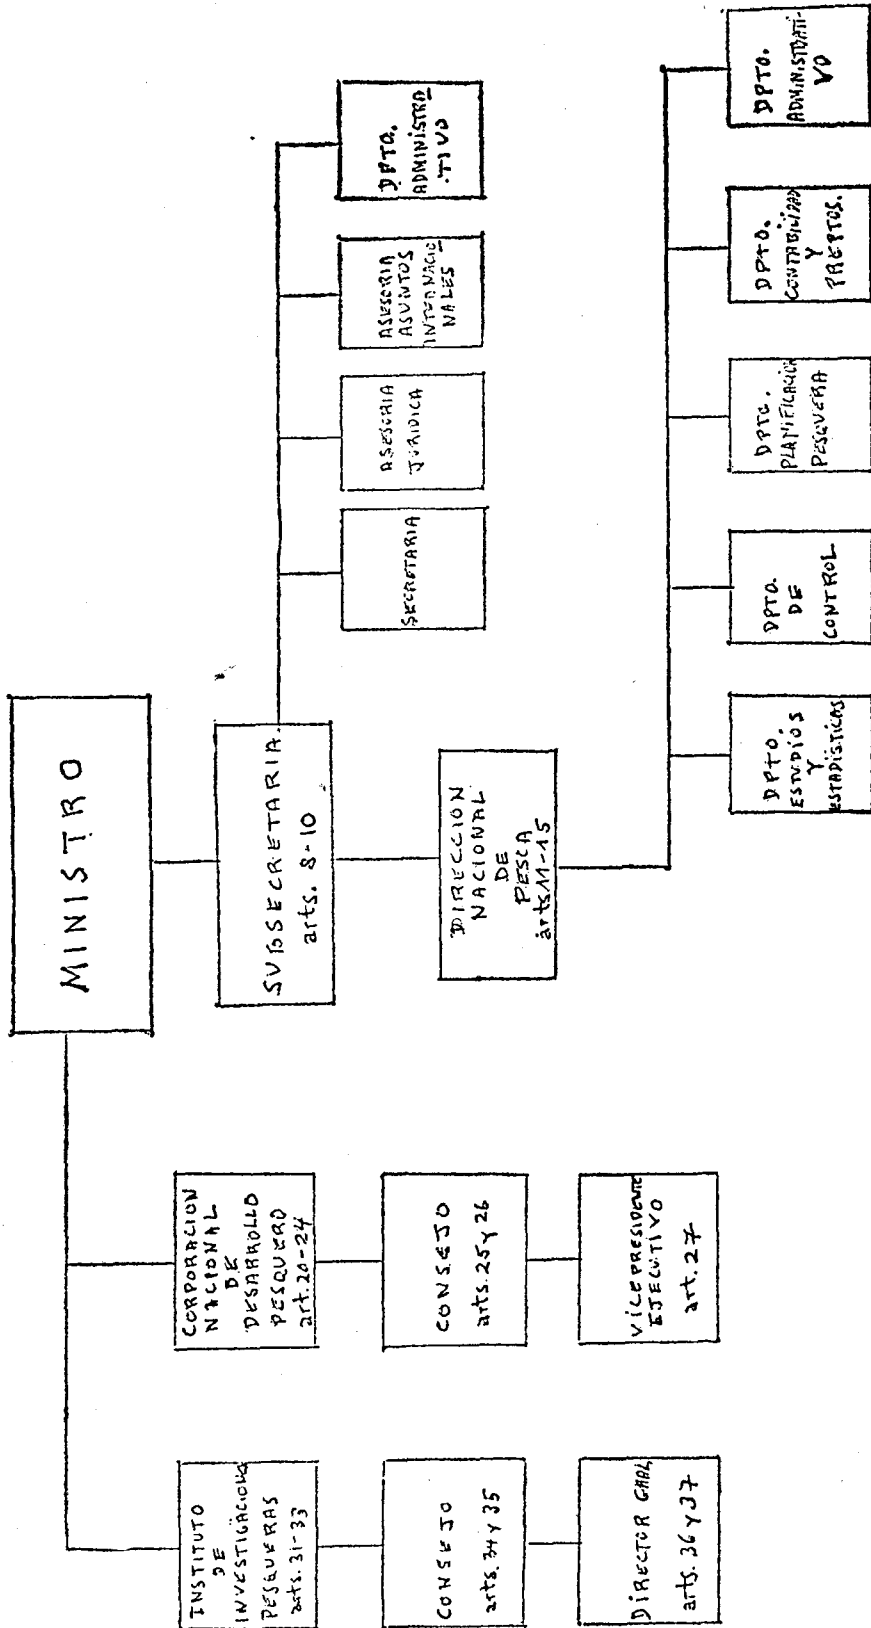 MINISTRO
SUBSECRETARIA.
arts. 8-10
SECRETARIA
ASESORIA
JURIDICA
ASESORIA
ASUNTOS
INTERNACIO-
NALES
DPTO.
ADMINISTRA-
TIVO
DIRECCION
NACIONAL
DE
PESCA
arts 11-15
DPTO.
ESTUDIOS
Y
ESTADISTICAS
DPTO.
DE
CONTROL
DPTO.
PLANIFICACION
PESQUERA
DPTO.
CONTABILIDAD
Y
PREPTOS.
DPTO.
ADMINISTRATI-
VO
INSTITUTO
DE
INVESTIGACIONES
PESQUERAS
arts. 31-33
CONSEJO
arts. 34 y 35
DIRECTOR GRAL
arts. 36 y 37
CORPORACION
NACIONAL
DE
DESARROLLO
PESQUERO
art. 20-24
CONSEJO
arts. 25 y 26
VICEPRESIDENTE
EJECUTIVO
art. 27